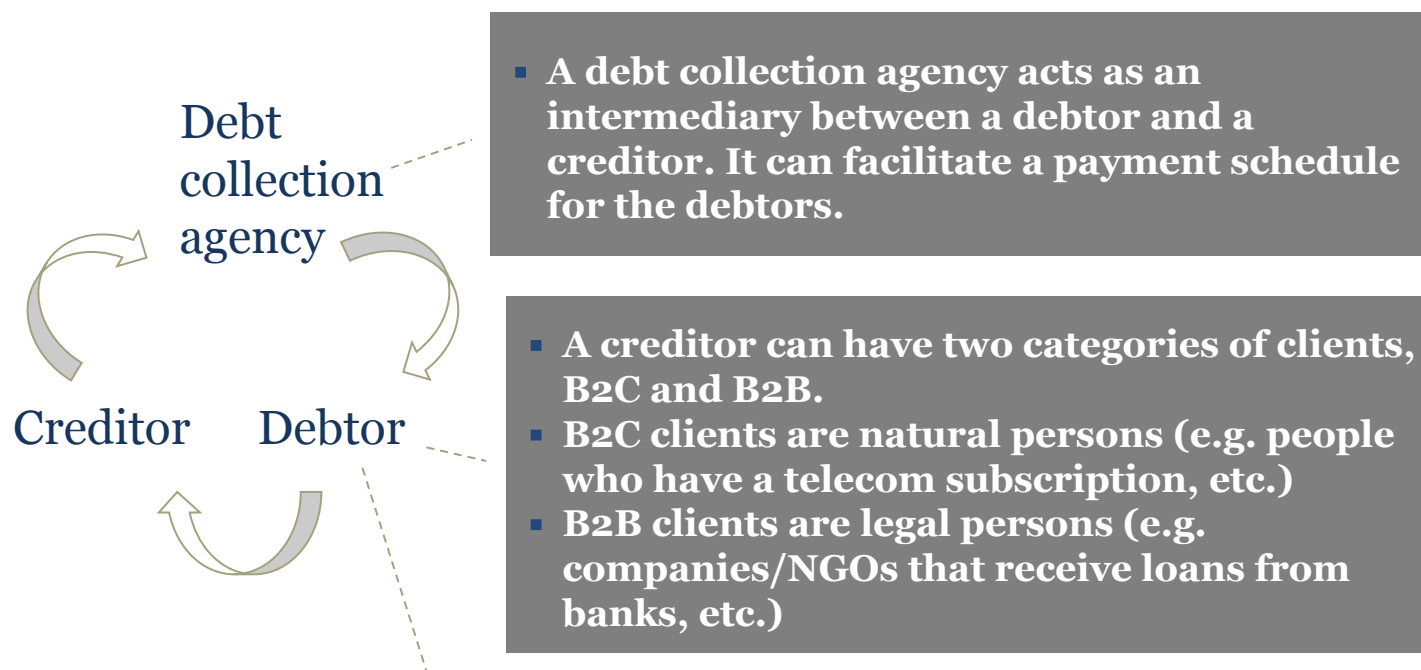 Debt
collection
agency
Creditor
Debtor
▪ A debt collection agency acts as an
intermediary between a debtor and a
creditor. It can facilitate a payment schedule
for the debtors.
▪ A creditor can have two categories of clients,
B2C and B2B.
▪ B2C clients are natural persons (e.g. people
who have a telecom subscription, etc.)
▪ B2B clients are legal persons (e.g.
companies/NGOs that receive loans from
banks, etc.)